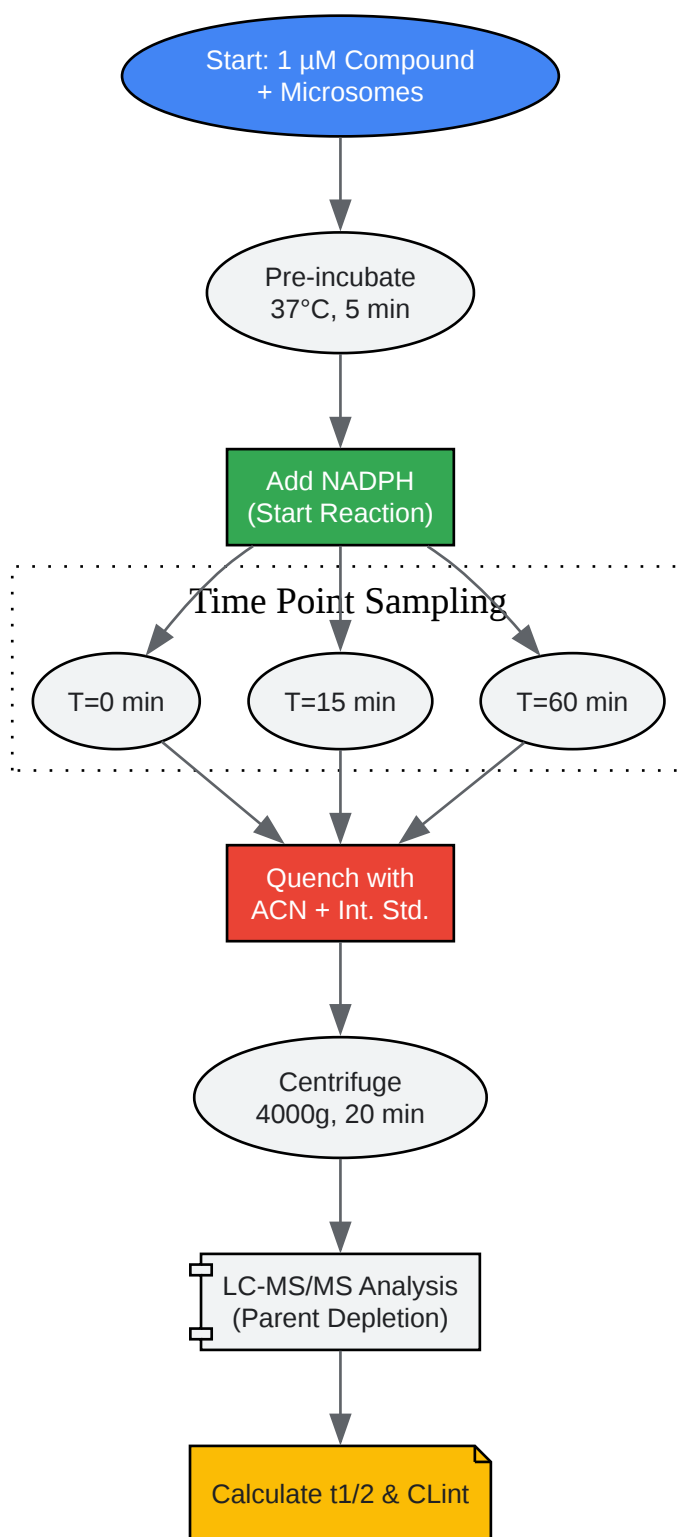 Start: 1 µM Compound
+ Microsomes
Pre-incubate
37°C, 5 min
Add NADPH
(Start Reaction)
Time Point Sampling
T=0 min
T=15 min
T=60 min
Quench with
ACN + Int. Std.
Centrifuge
4000g, 20 min
LC-MS/MS Analysis
(Parent Depletion)
Calculate t1/2 & CLint